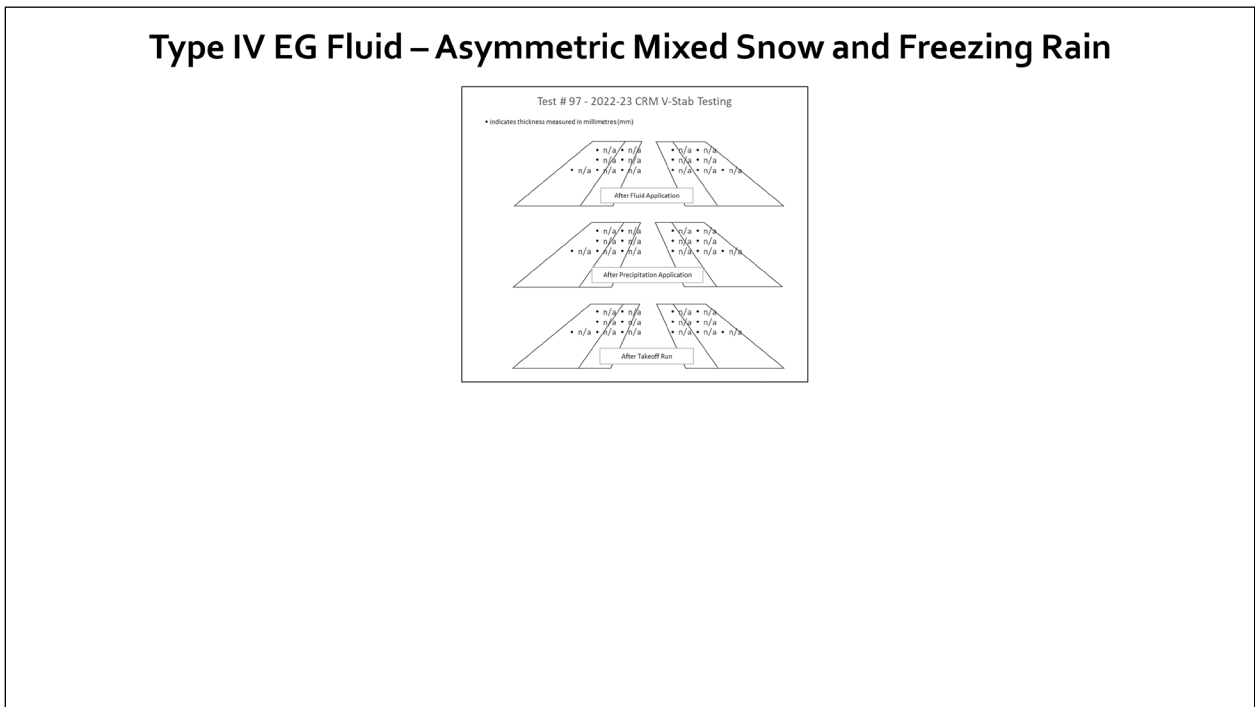 Type IV EG Fluid – Asymmetric Mixed Snow and Freezing Rain
Test # 97 - 2022-23 CRM V-Stab Testing
• indicates thickness measured in millimetres (mm)
• n/a • n/a • n/a • n/a
• n/a • n/a • n/a • n/a
• n/a • n/a • n/a • n/a • n/a • n/a
After Fluid Application
• n/a • n/a • n/a • n/a
• n/a • n/a • n/a • n/a
• n/a • n/a • n/a • n/a • n/a • n/a
After Precipitation Application
• n/a • n/a • n/a • n/a
• n/a • n/a • n/a • n/a
• n/a • n/a • n/a • n/a • n/a • n/a
After Takeoff Run